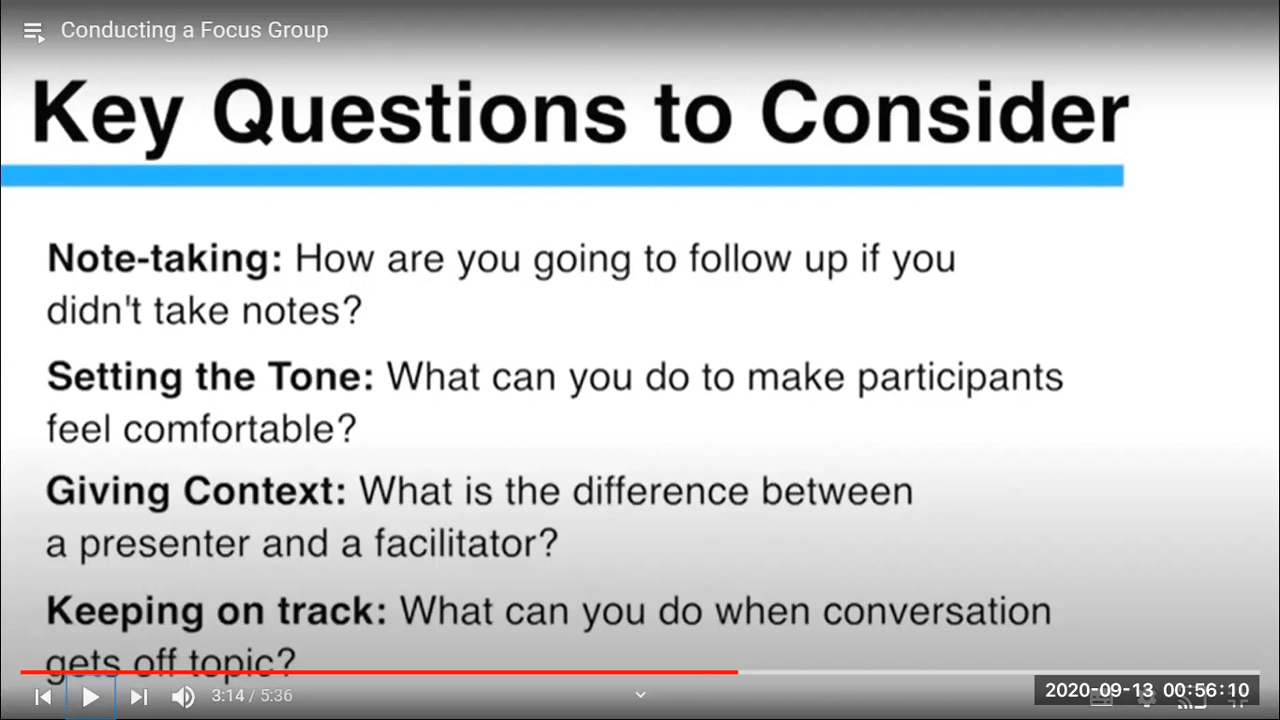 Conducting a Focus Group
Key Questions to Consider
Note-taking: How are you going to follow up if you
didn't take notes?
Setting the Tone: What can you do to make participants
feel comfortable?
Giving Context: What is the difference between
a presenter and a facilitator?
Keeping on track: What can you do when conversation
gets off topic?
3:14 / 5:36
2020-09-13 00:56:10